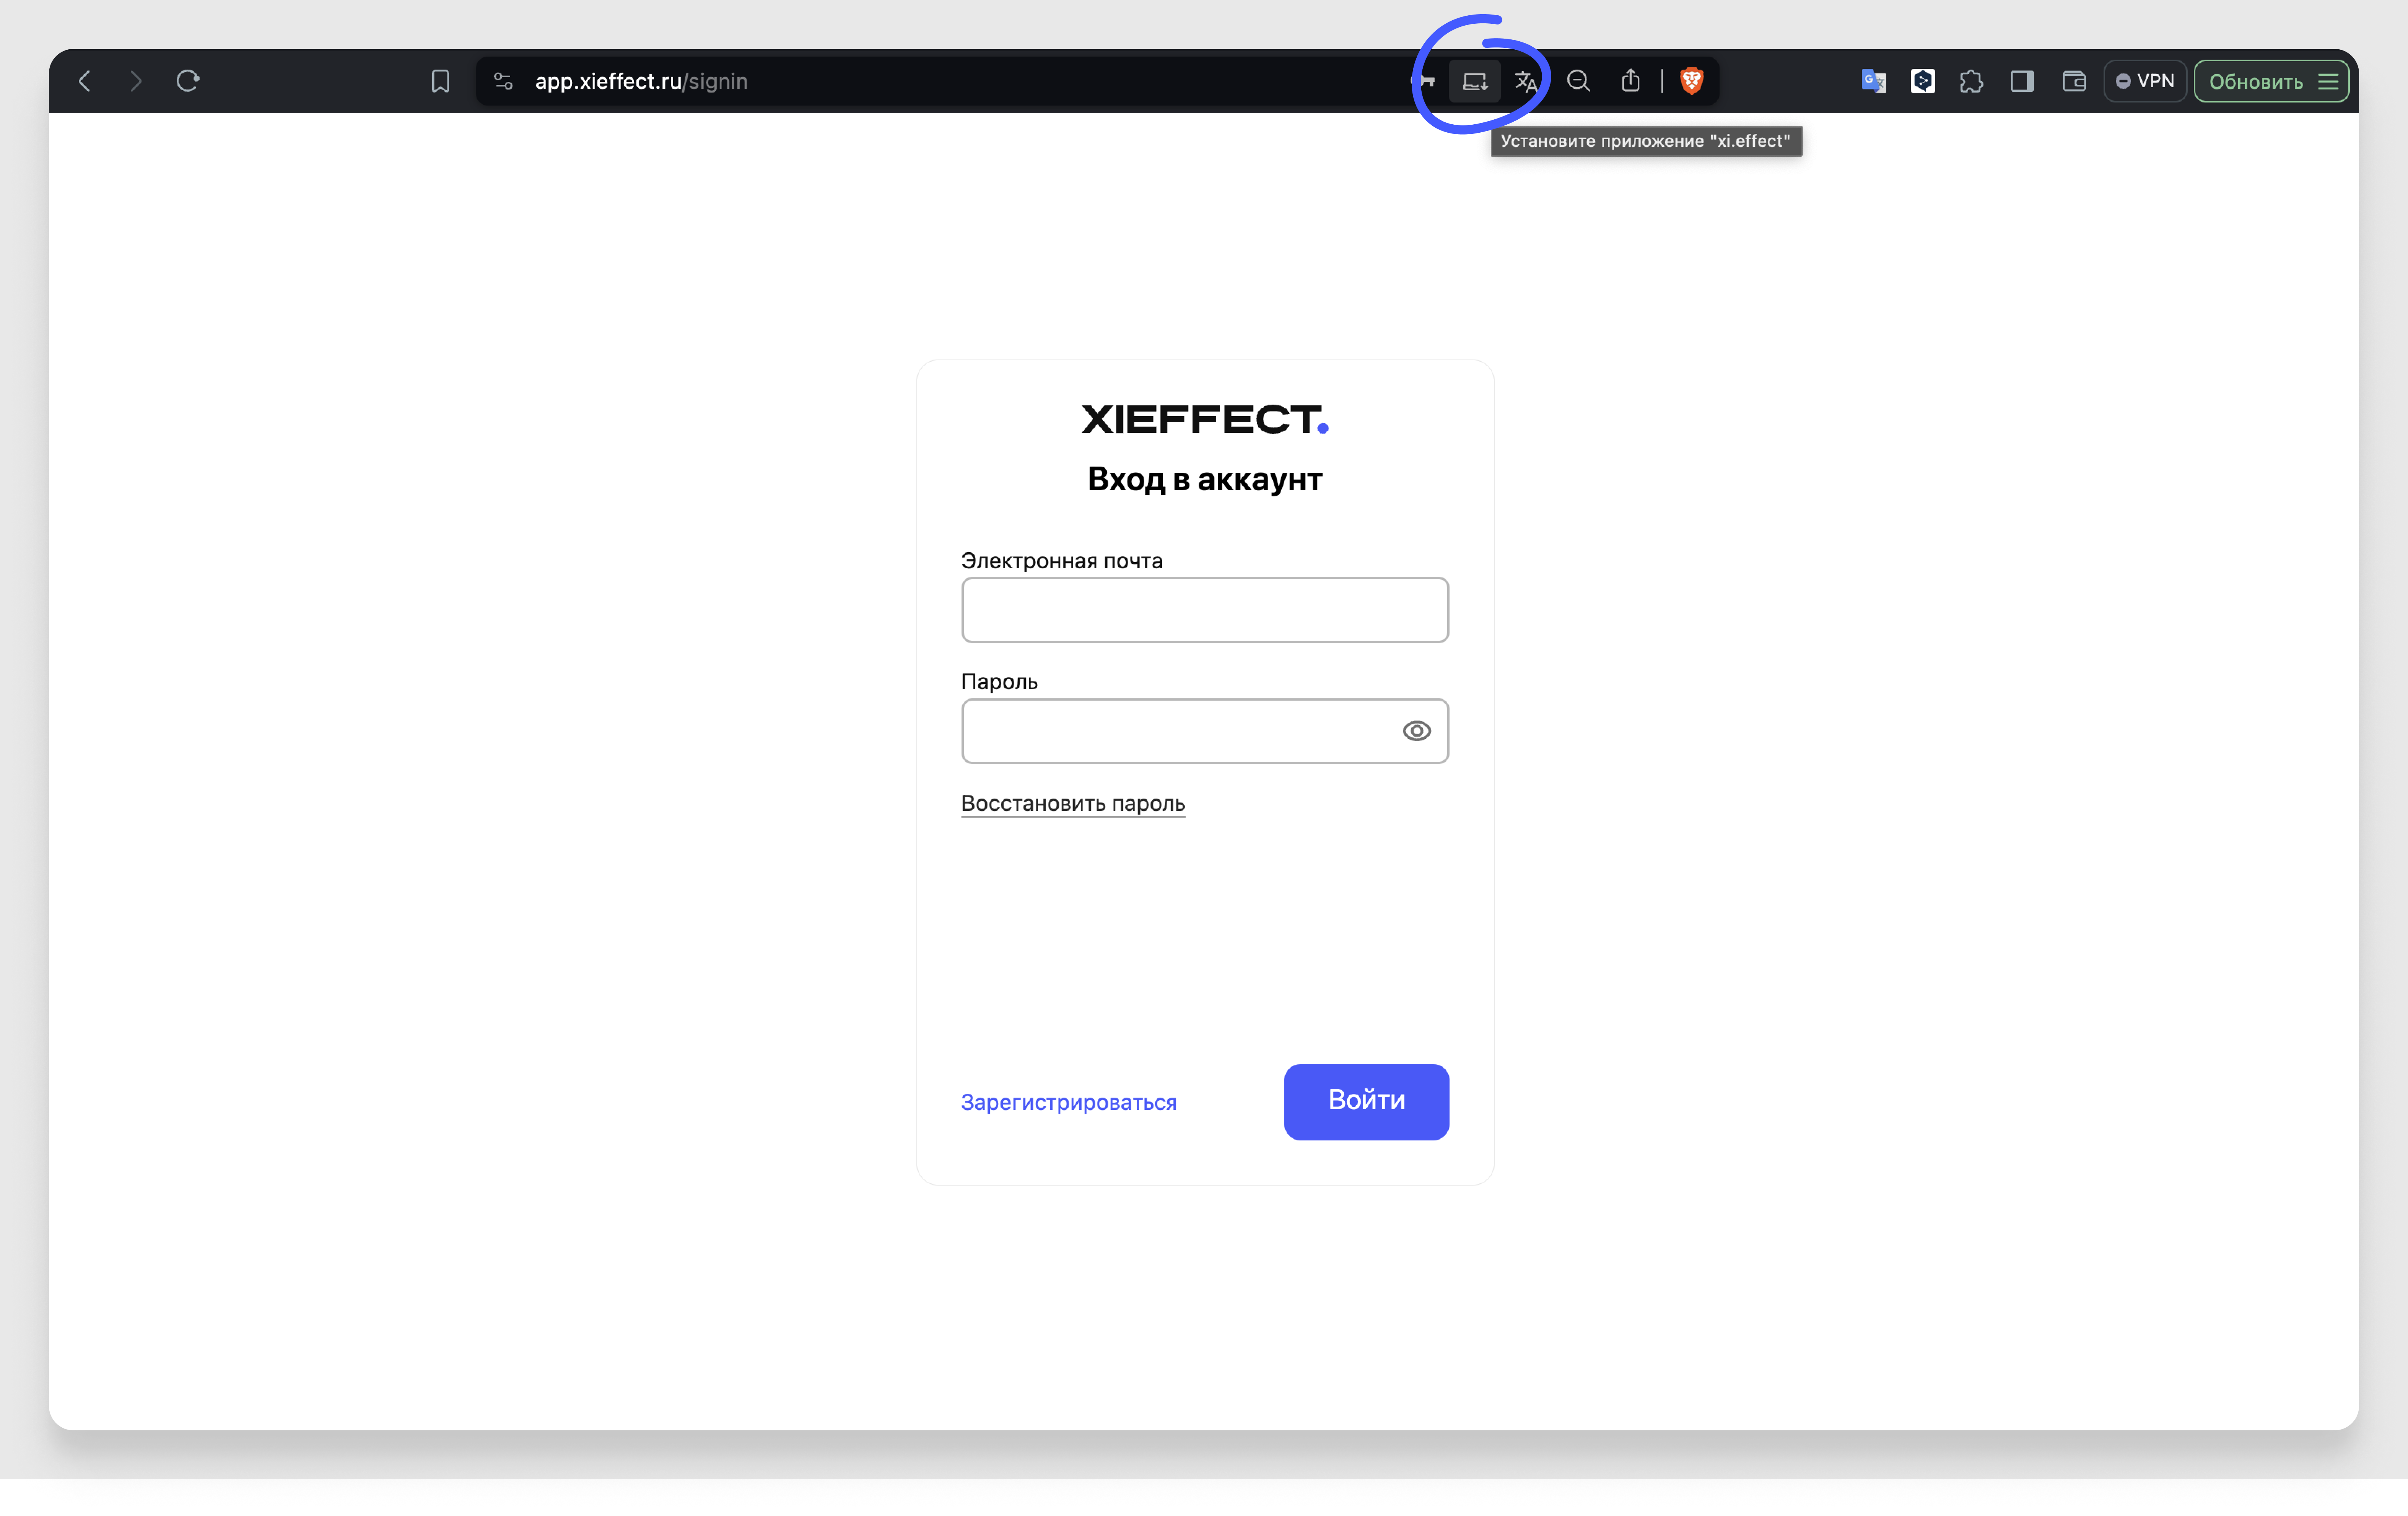 app.xieffect.ru/signin
VPN
Обновить
Установите приложение "xi.effect"
XIEFFECT.
Вход в аккаунт
Электронная почта
Пароль
Восстановить пароль
Зарегистрироваться
Войти